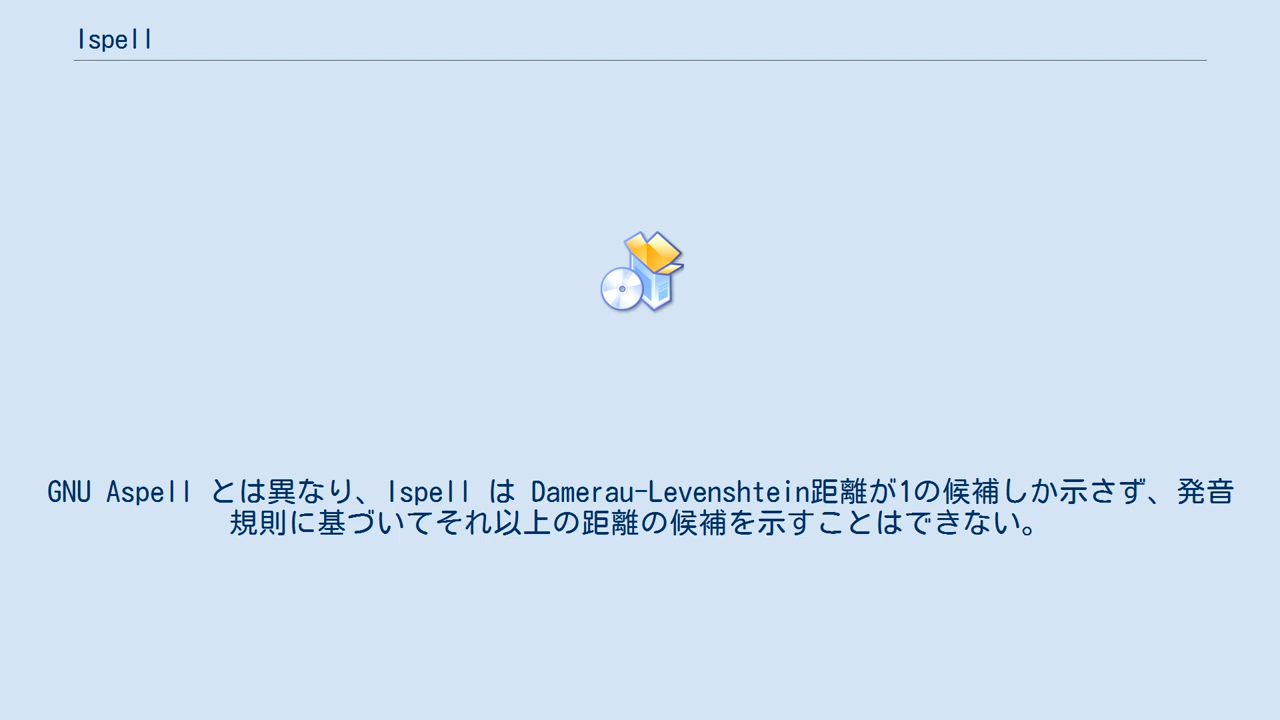 Ispell
GNU Aspell とは異なり、Ispell は Damerau-Levenshtein距離が1の候補しか示さず、発音
規則に基づいてそれ以上の距離の候補を示すことはできない。